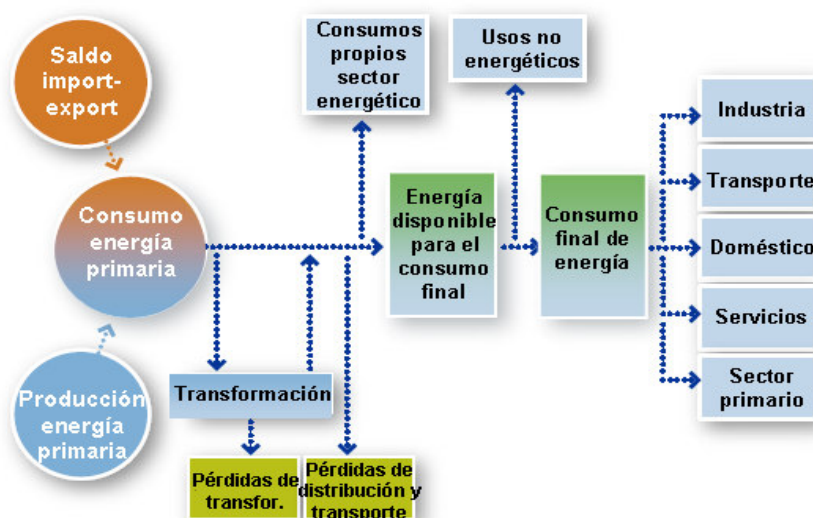 Saldo
import-
export
Consumo
energía
primaria
Producción
energía
primaria
Consumos
propios
sector
energético
Usos no
energéticos
Energía
disponible
para el
consumo
final
Consumo
final de
energía
Industria
Transporte
Doméstico
Servicios
Sector
primario
Transformación
Pérdidas de
transfor.
Pérdidas de
distribución y
transporte